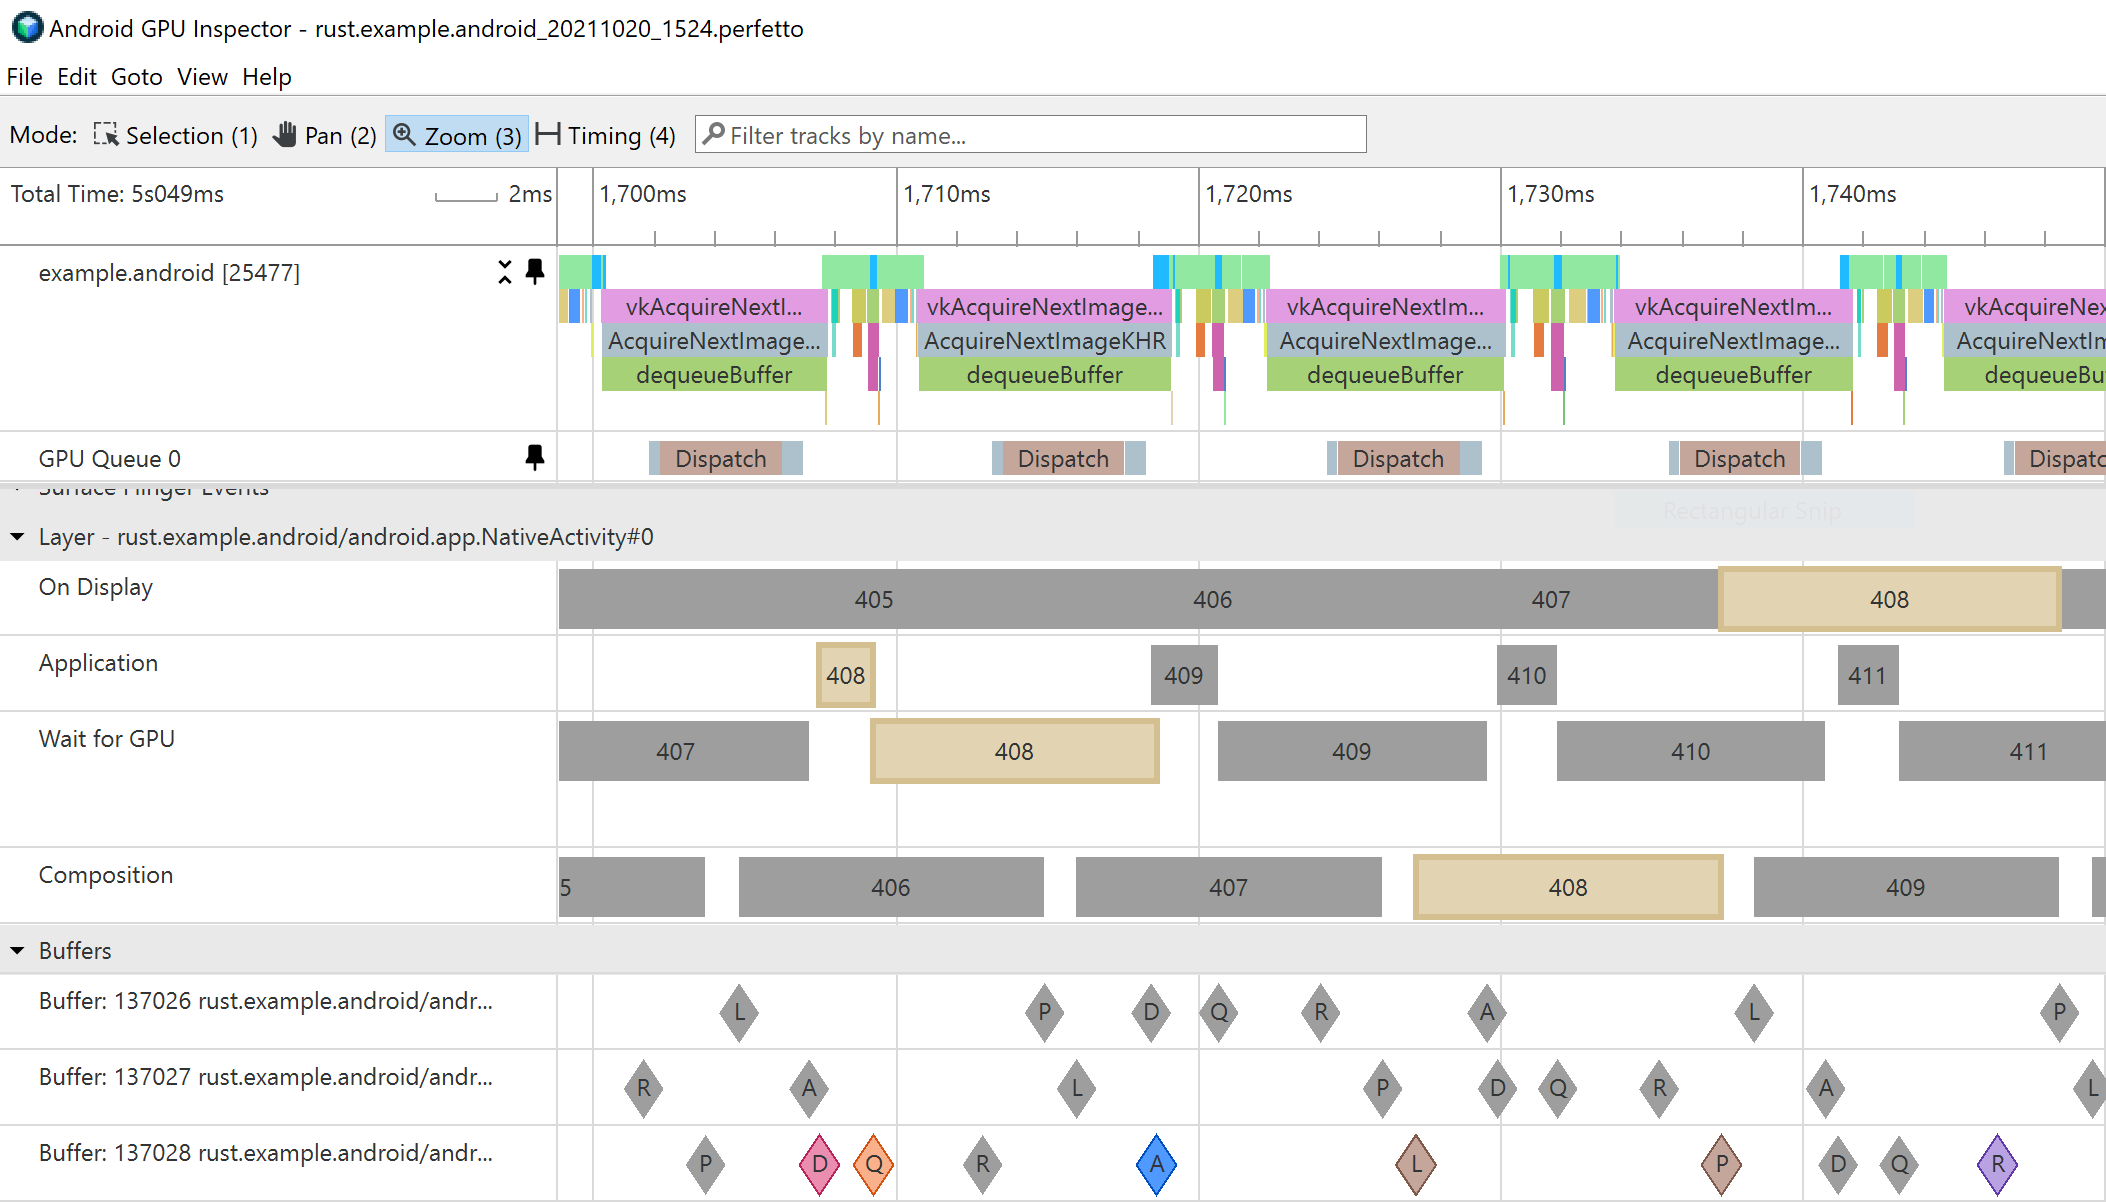 Android GPU Inspector - rust.example.android_20211020_1524.perfetto
File Edit Goto View Help
Mode: Selection (1) Pan (2) Zoom (3) Timing (4) Filter tracks by name...
Total Time: 5s049ms 2ms 1,700ms 1,710ms 1,720ms 1,730ms 1,740ms
example.android [25477]
vkAcquireNextI... vkAcquireNextImage... vkAcquireNextIm... vkAcquireNextIm... vkAcquireNex
AcquireNextImage... AcquireNextImageKHR AcquireNextImage... AcquireNextImage... AcquireNextIm
dequeueBuffer dequeueBuffer dequeueBuffer dequeueBuffer dequeueBu
GPU Queue 0 Dispatch Dispatch Dispatch Dispatch Dispatc
Surface Flinger Events
Rectangular Snip
Layer - rust.example.android/android.app.NativeActivity#0
On Display 405 406 407 408
Application 408 409 410 411
Wait for GPU 407 408 409 410 411
Composition 5 406 407 408 409
Buffers
Buffer: 137026 rust.example.android/andr... L P D Q R A L P
Buffer: 137027 rust.example.android/andr... R A L P D Q R A L
Buffer: 137028 rust.example.android/andr... P D Q R A L P D Q R